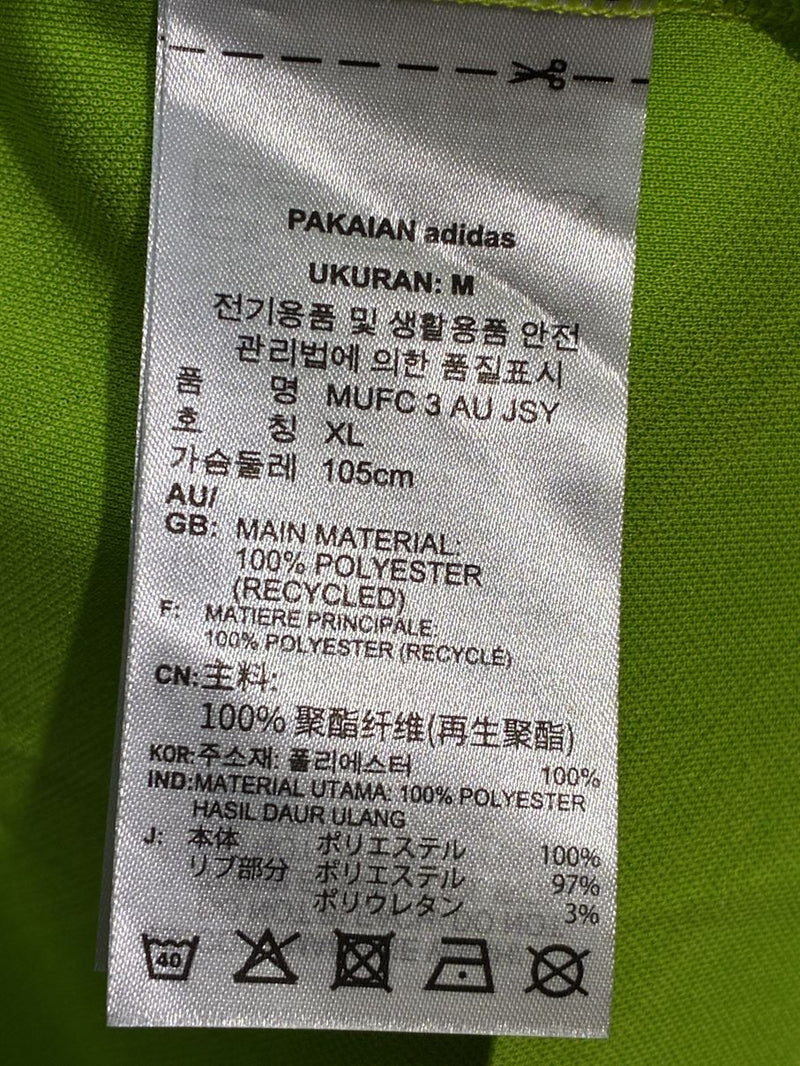 PAKAIAN adidas
UKURAN: M
전기용품 및 생활용품 안전
관리법에 의한 품질표시
품 명 MUFC 3 AU JSY
호 칭 XL
가슴둘레 105cm
AU/
GB: MAIN MATERIAL:
100% POLYESTER
(RECYCLED)
F: MATIERE PRINCIPALE:
100% POLYESTER (RECYCLÉ)
CN:主料:
100% 聚酯纤维(再生聚酯)
KOR:주소재: 폴리에스터 100%
IND:MATERIAL UTAMA: 100% POLYESTER
HASIL DAUR ULANG
J: 本体 ポリエステル 100%
リブ部分 ポリエステル 97%
ポリウレタン 3%
40